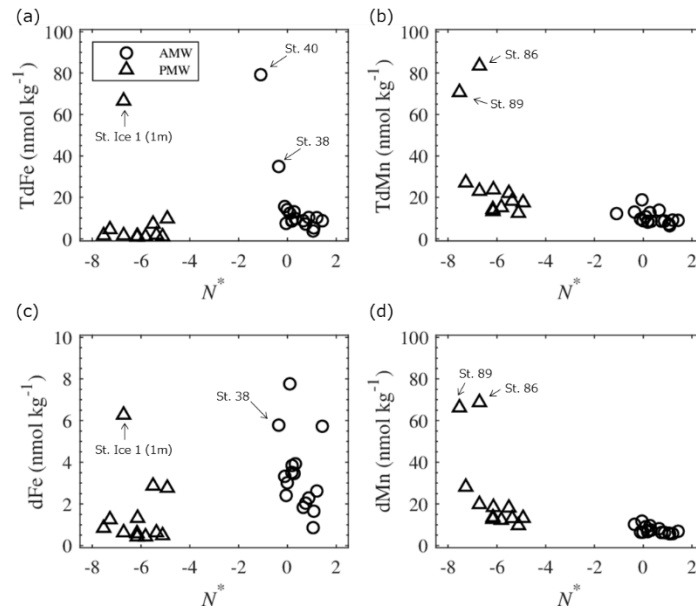 (a)
80
60
40
20
0
TdFe (nmol kg⁻¹)
AMW
PMW
St. Ice 1 (1m)
St. 40
St. 38
-8 -6 -4 -2 0 2
N*
(b)
100
80
60
40
20
0
TdMn (nmol kg⁻¹)
St. 86
St. 89
-8 -6 -4 -2 0 2
N*
(c)
10
8
6
4
2
0
dFe (nmol kg⁻¹)
St. Ice 1 (1m)
St. 38
-8 -6 -4 -2 0 2
N*
(d)
100
80
60
40
20
0
dMn (nmol kg⁻¹)
St. 89
St. 86
-8 -6 -4 -2 0 2
N*